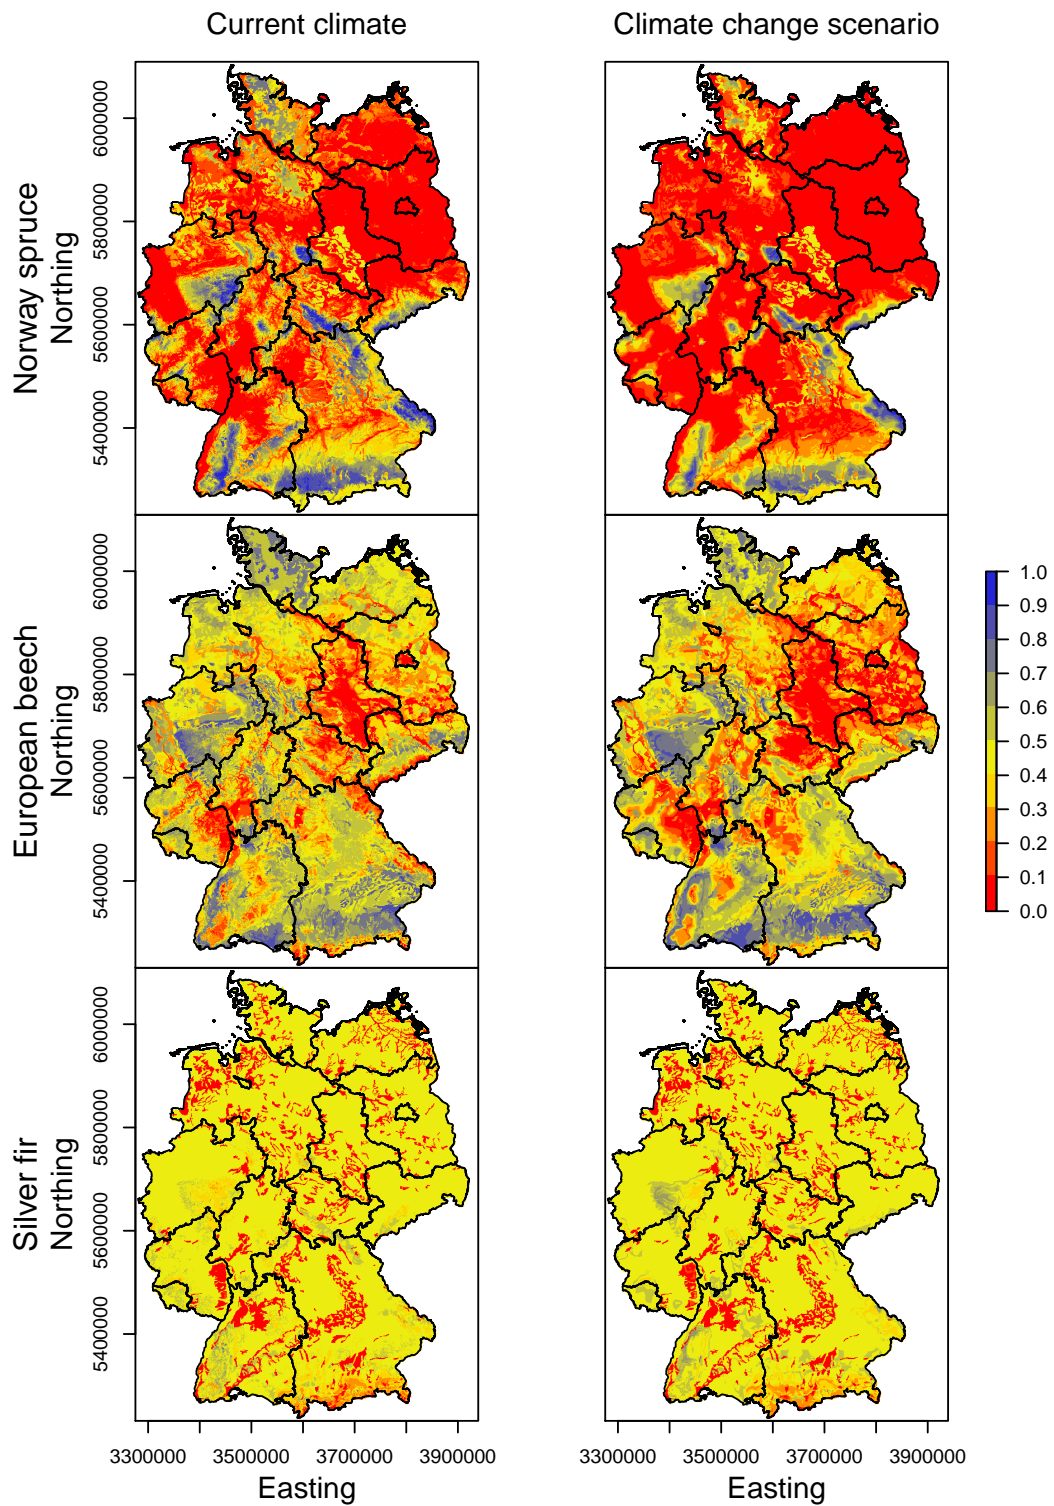 Current climate
Climate change scenario
Norway spruce
Northing
6000000
5800000
5600000
5400000
European beech
Northing
6000000
5800000
5600000
5400000
1.0
0.9
0.8
0.7
0.6
0.5
0.4
0.3
0.2
0.1
0.0
Silver fir
Northing
6000000
5800000
5600000
5400000
3300000 3500000 3700000 3900000
3300000 3500000 3700000 3900000
Easting
Easting